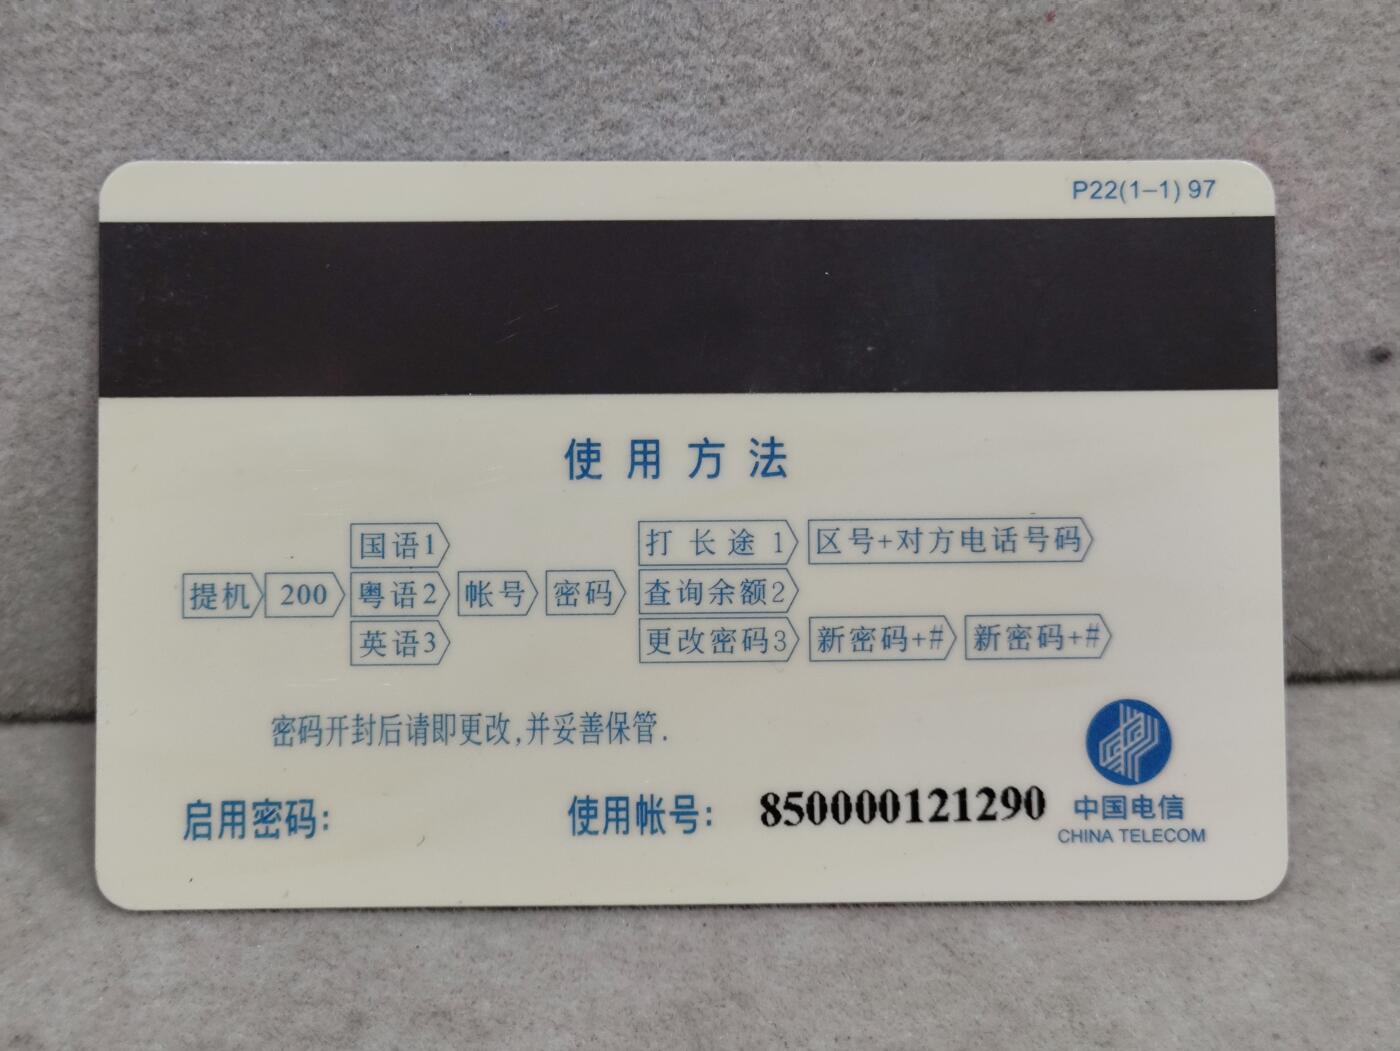 P22(1-1) 97
使用方法
国语1 打长途 1 区号+对方电话号码
提机 200 粤语2 帐号 密码 查询余额2
英语3 更改密码3 新密码+# 新密码+#
密码开封后请即更改,并妥善保管.
启用密码: 使用帐号: 850000121290 中国电信
CHINA TELECOM